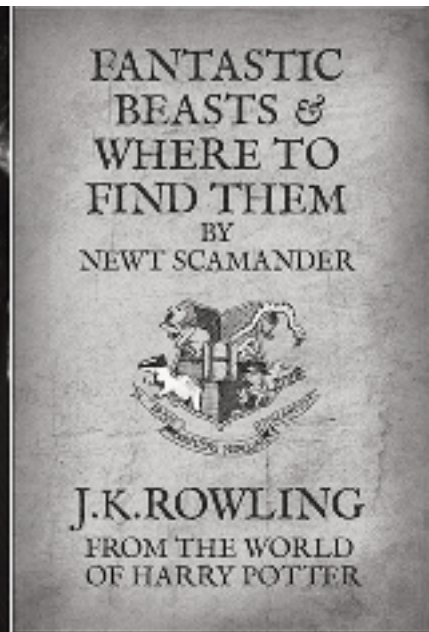 FANTASTIC
BEASTS &
WHERE TO
FIND THEM
BY
NEWT SCAMANDER
H
J.K.ROWLING
FROM THE WORLD
OF HARRY POTTER